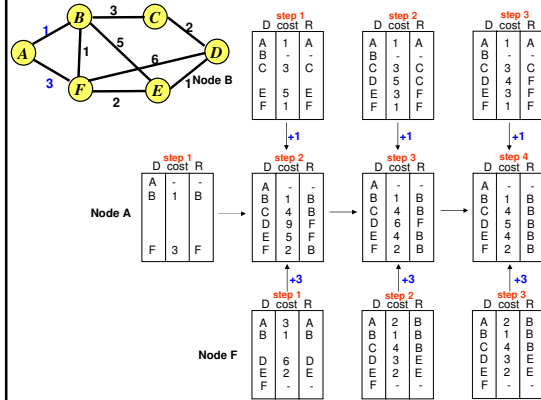 B 3 C
1 5 6 2
A 1 D
3 F 2 E 1
Node B
step 1
D cost R
A 1 A
B - -
C 3 C
E 5 E
F 1 F
+1
step 2
D cost R
A 1 A
B - -
C 3 C
D 5 C
E 3 F
F 1 F
+1
step 3
D cost R
A 1 A
B - -
C 3 C
D 4 F
E 3 F
F 1 F
+1
Node A
step 1
D cost R
A - -
B 1 B
F 3 F
step 2
D cost R
A - -
B 1 B
C 4 B
D 9 F
E 5 F
F 2 B
step 3
D cost R
A - -
B 1 B
C 4 B
D 6 F
E 4 B
F 2 B
step 4
D cost R
A - -
B 1 B
C 4 B
D 5 B
E 4 B
F 2 B
Node F
+3
step 1
D cost R
A 3 A
B 1 B
D 6 D
E 2 E
F - -
+3
step 2
D cost R
A 2 B
B 1 B
C 4 B
D 3 E
E 2 E
F - -
+3
step 3
D cost R
A 2 B
B 1 B
C 4 B
D 3 E
E 2 E
F - -